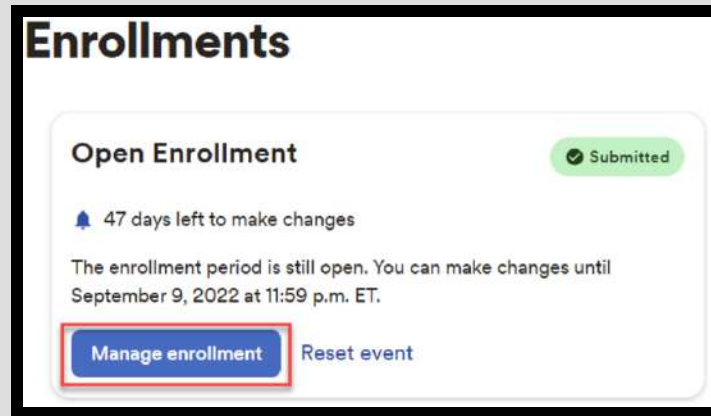 Enrollments
Open Enrollment
Submitted
47 days left to make changes
The enrollment period is still open. You can make changes until
September 9, 2022 at 11:59 p.m. ET.
Manage enrollment
Reset event